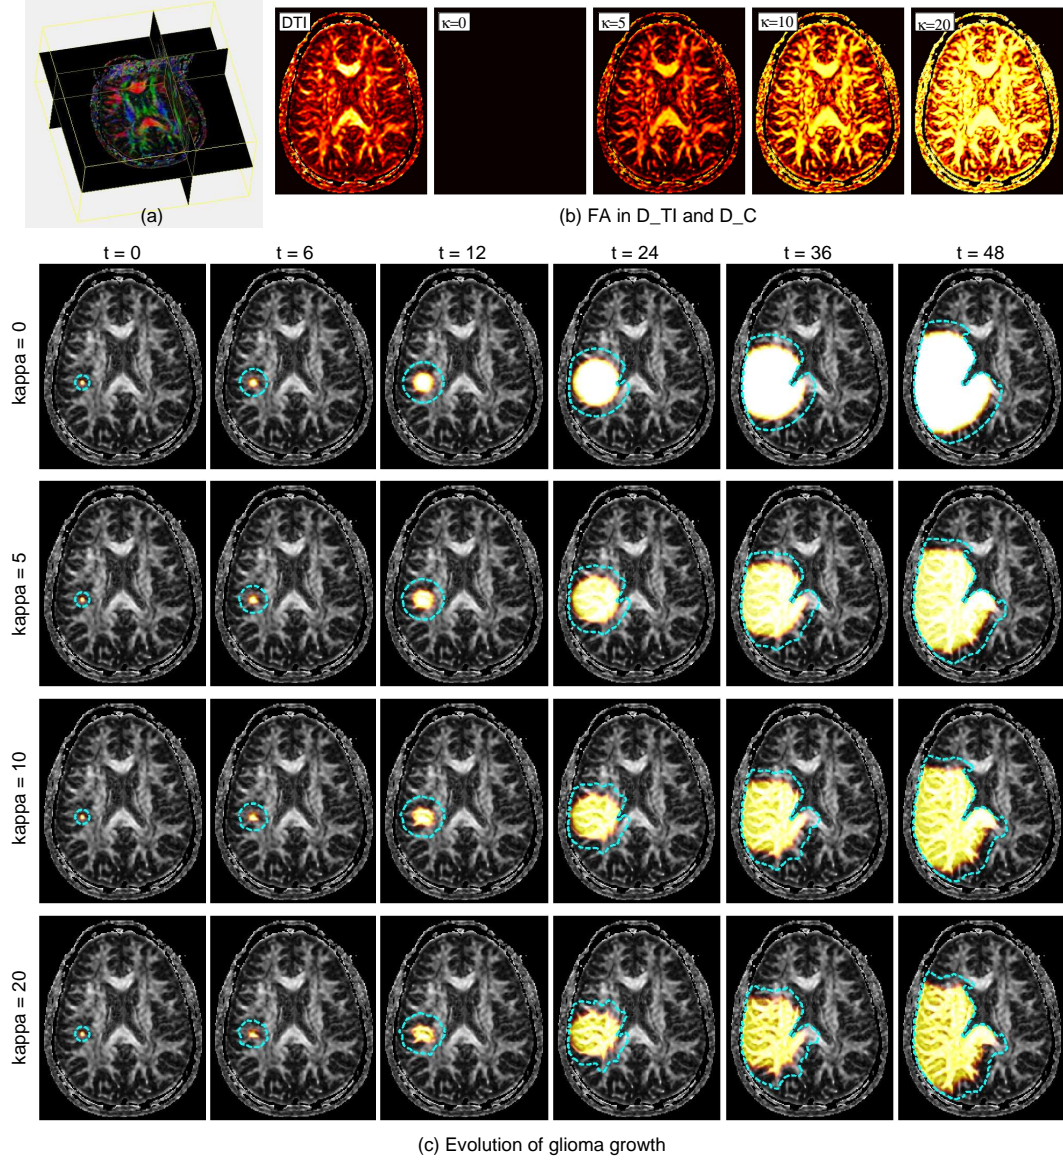 DTI κ=0 κ=5 κ=10 κ=20
(a) (b) FA in D_TI and D_C
t = 0 t = 6 t = 12 t = 24 t = 36 t = 48
kappa = 0
kappa = 5
kappa = 10
kappa = 20
(c) Evolution of glioma growth